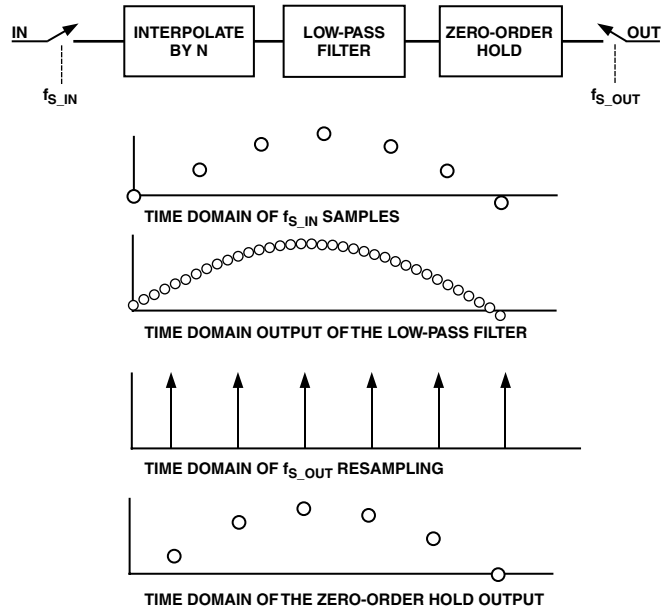 IN
INTERPOLATE
BY N
LOW-PASS
FILTER
ZERO-ORDER
HOLD
OUT
fS_IN
fS_OUT
TIME DOMAIN OF fS_IN SAMPLES
TIME DOMAIN OUTPUT OF THE LOW-PASS FILTER
TIME DOMAIN OF fS_OUT RESAMPLING
TIME DOMAIN OF THE ZERO-ORDER HOLD OUTPUT